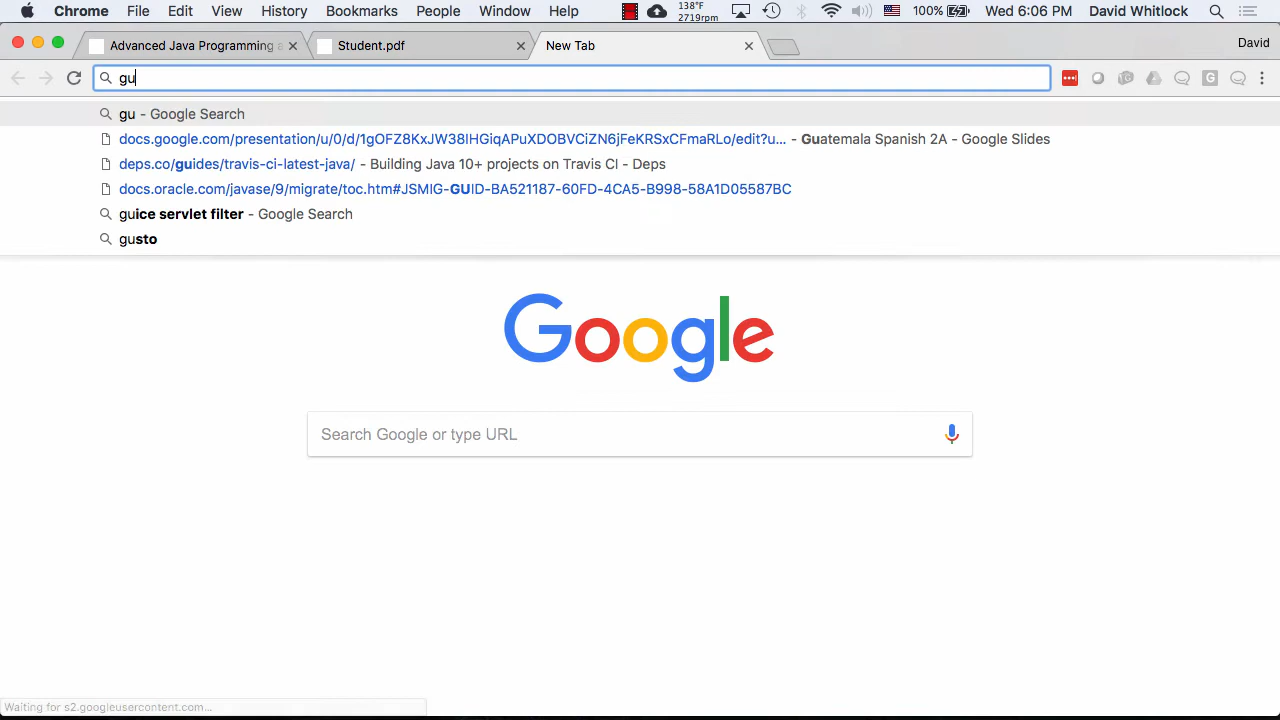 Chrome File Edit View History Bookmarks People Window Help 138°F 2719rpm 100% Wed 6:06 PM David Whitlock
Advanced Java Programming Student.pdf New Tab David
gu
gu - Google Search
docs.google.com/presentation/u/0/d/1gOFZ8KxJW38lHGiqAPuXDOBVCiZN6jFeKRSxCFmaRLo/edit?u... - Guatemala Spanish 2A - Google Slides
deps.co/guides/travis-ci-latest-java/ - Building Java 10+ projects on Travis CI - Deps
docs.oracle.com/javase/9/migrate/toc.htm#JSMIG-GUID-BA521187-60FD-4CA5-B998-58A1D05587BC
guice servlet filter - Google Search
gusto
Google
Search Google or type URL
Waiting for s2.googleusercontent.com...